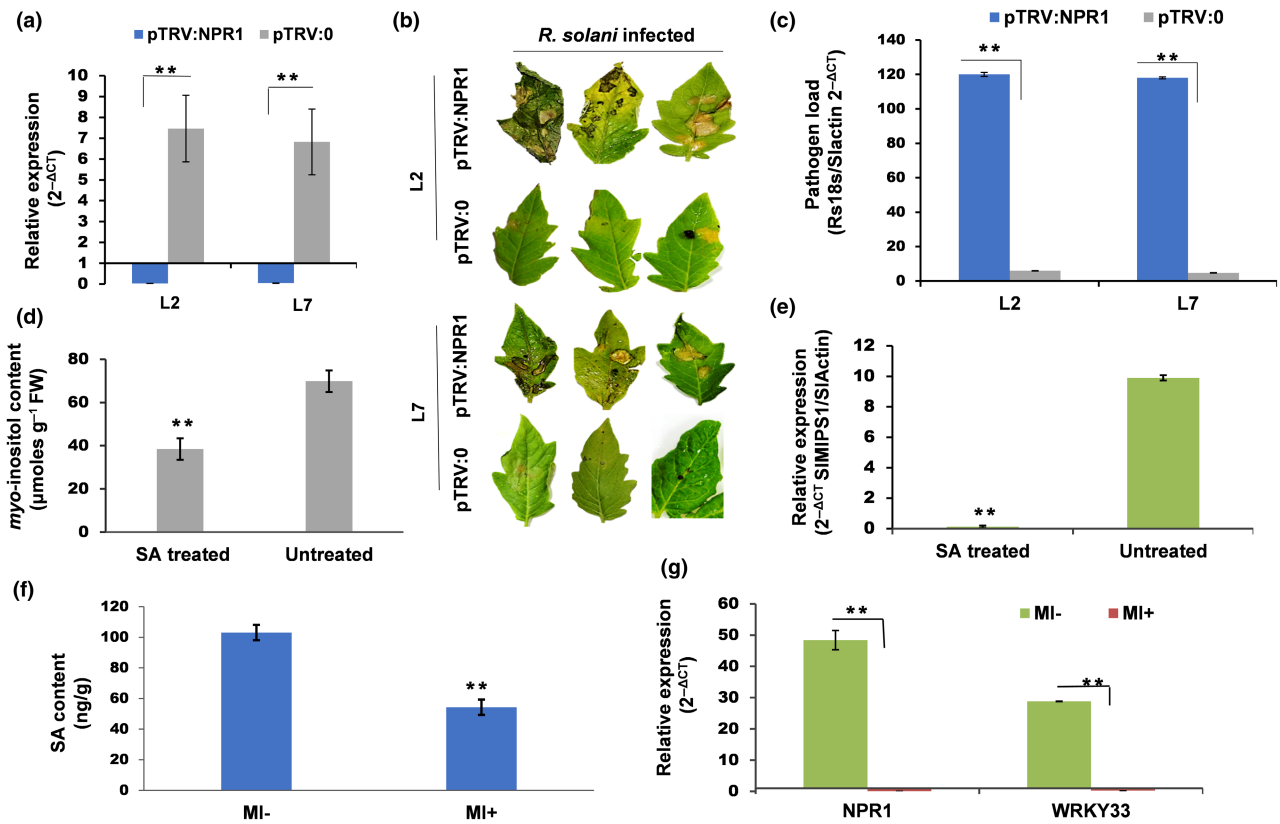 (a)
pTRV:NPR1 pTRV:0
Relative expression
(2–ΔCT)
10
9
8
7
6
5
4
3
2
1
0
**
**
L2 L7
(b)
R. solani infected
L2
pTRV:NPR1
pTRV:0
L7
pTRV:NPR1
pTRV:0
(c)
pTRV:NPR1 pTRV:0
Pathogen load
(Rs18s/Slactin 2–ΔCT)
140
120
100
80
60
40
20
0
**
**
L2 L7
(d)
myo-inositol content
(μmoles g–1 FW)
80
60
40
20
0
**
SA treated Untreated
(e)
Relative expression
(2–ΔCT SIMIPS1/SlActin)
12
10
8
6
4
2
0
**
SA treated Untreated
(f)
SA content
(ng/g)
120
100
80
60
40
20
0
**
MI- MI+
(g)
Relative expression
(2–ΔCT)
60
50
40
30
20
10
0
MI- MI+
**
**
NPR1 WRKY33